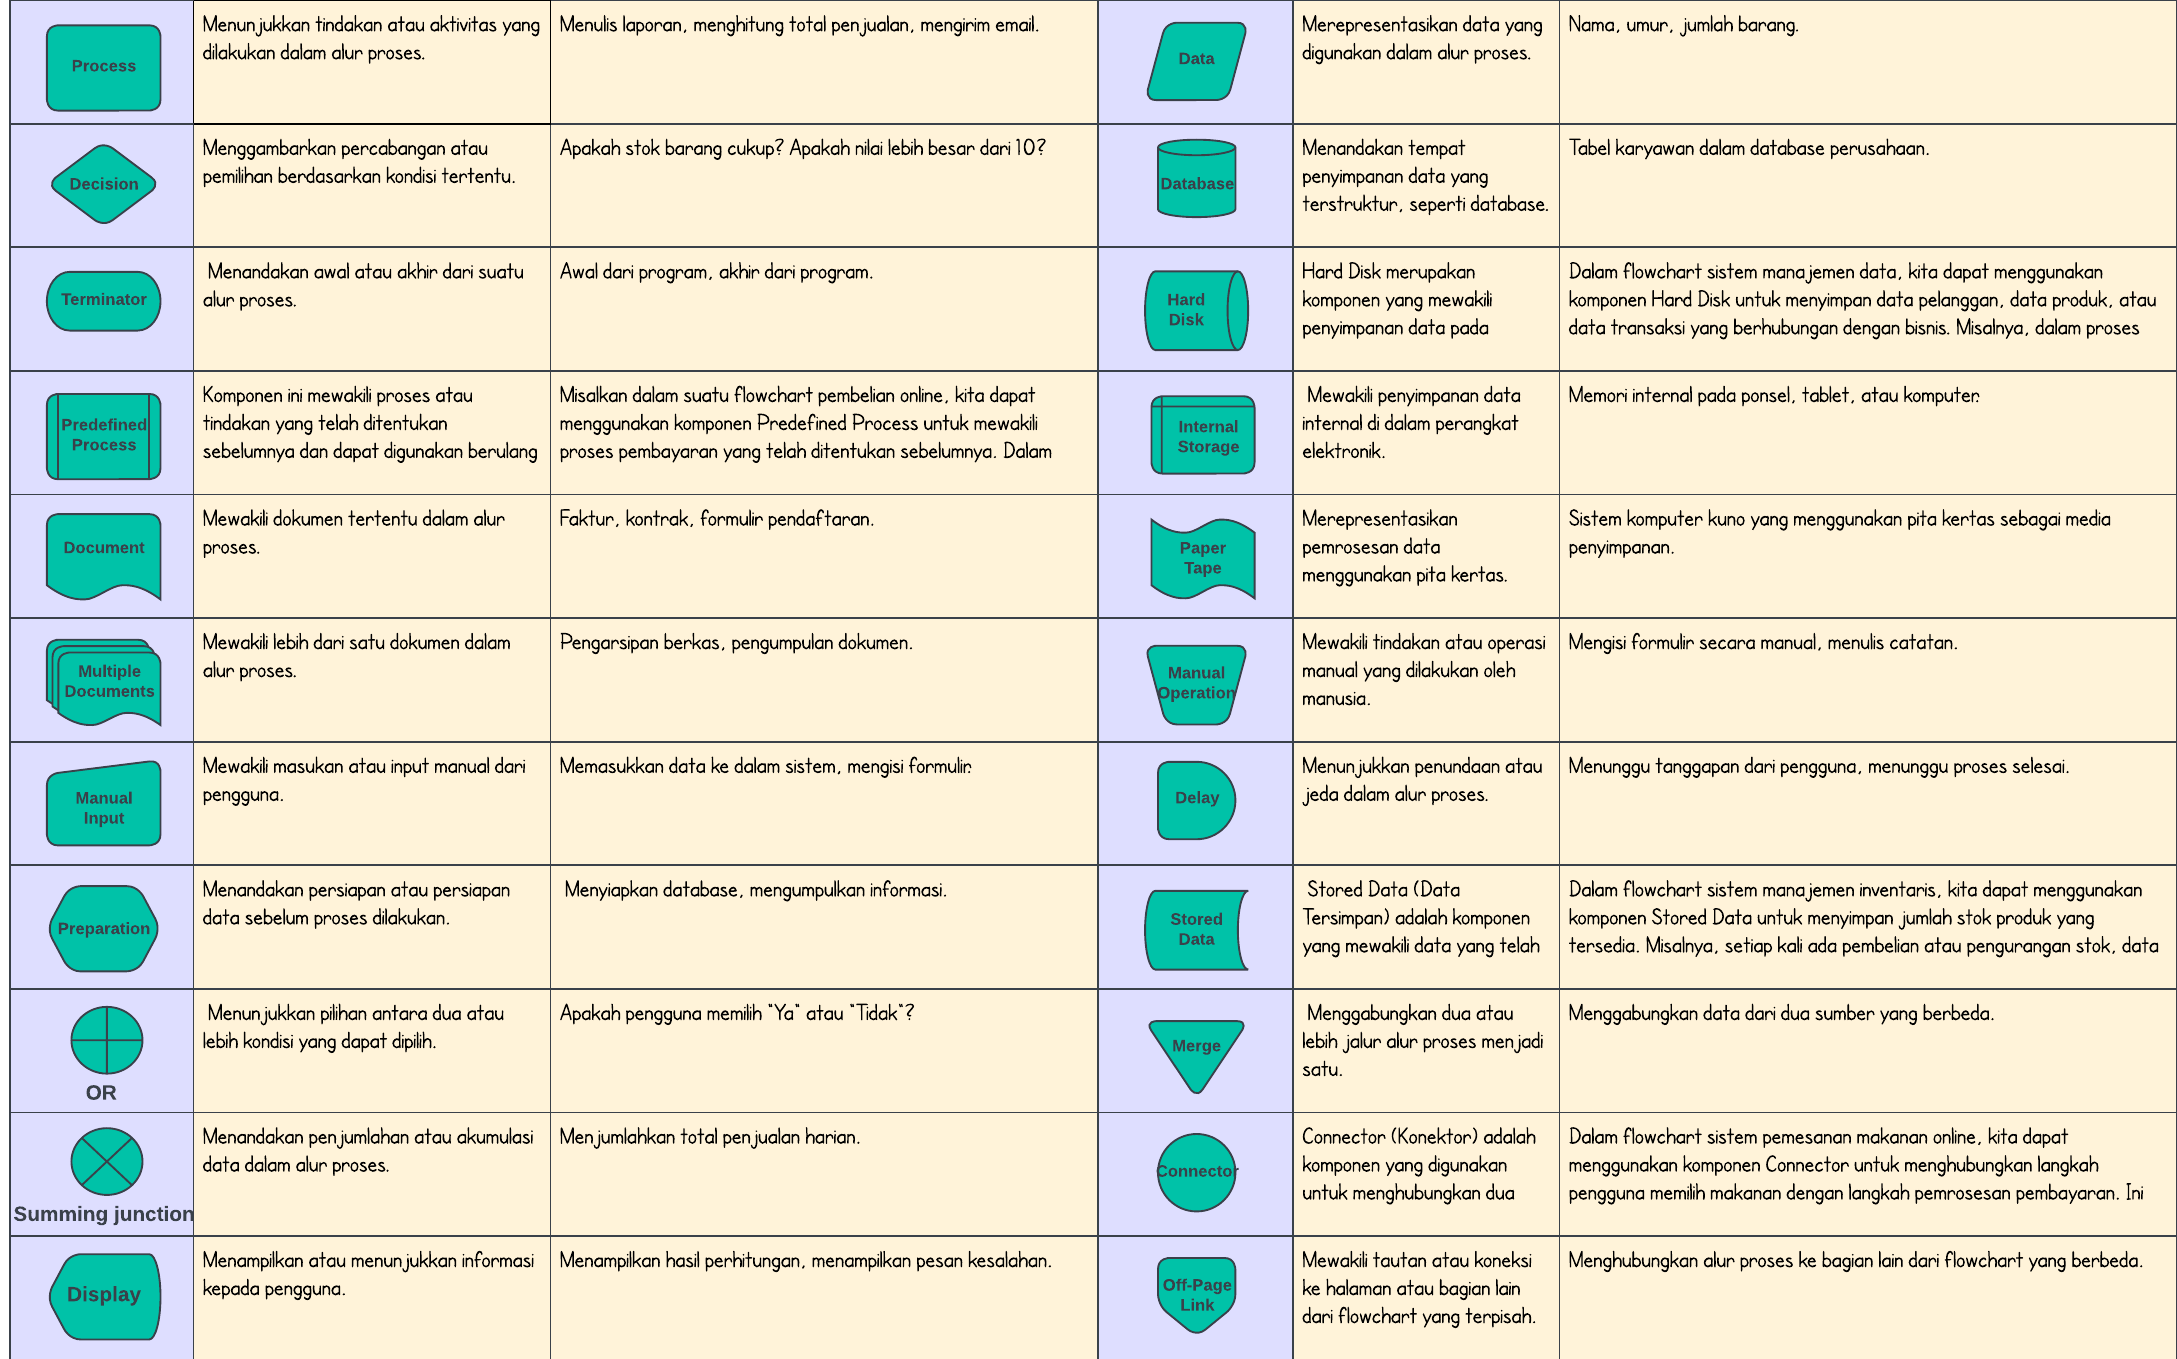 Process
Menunjukkan tindakan atau aktivitas yang
dilakukan dalam alur proses.
Menulis laporan, menghitung total penjualan, mengirim email.
Data
Merepresentasikan data yang
digunakan dalam alur proses.
Nama, umur, jumlah barang.
Decision
Menggambarkan percabangan atau
pemilihan berdasarkan kondisi tertentu.
Apakah stok barang cukup? Apakah nilai lebih besar dari 10?
Database
Menandakan tempat
penyimpanan data yang
terstruktur, seperti database.
Tabel karyawan dalam database perusahaan.
Terminator
Menandakan awal atau akhir dari suatu
alur proses.
Awal dari program, akhir dari program.
Hard
Disk
Hard Disk merupakan
komponen yang mewakili
penyimpanan data pada
Dalam flowchart sistem manajemen data, kita dapat menggunakan
komponen Hard Disk untuk menyimpan data pelanggan, data produk, atau
data transaksi yang berhubungan dengan bisnis. Misalnya, dalam proses
Predefined
Process
Komponen ini mewakili proses atau
tindakan yang telah ditentukan
sebelumnya dan dapat digunakan berulang
Misalkan dalam suatu flowchart pembelian online, kita dapat
menggunakan komponen Predefined Process untuk mewakili
proses pembayaran yang telah ditentukan sebelumnya. Dalam
Internal
Storage
Mewakili penyimpanan data
internal di dalam perangkat
elektronik.
Memori internal pada ponsel, tablet, atau komputer.
Document
Mewakili dokumen tertentu dalam alur
proses.
Faktur, kontrak, formulir pendaftaran.
Paper
Tape
Merepresentasikan
pemrosesan data
menggunakan pita kertas.
Sistem komputer kuno yang menggunakan pita kertas sebagai media
penyimpanan.
Multiple
Documents
Mewakili lebih dari satu dokumen dalam
alur proses.
Pengarsipan berkas, pengumpulan dokumen.
Manual
Operation
Mewakili tindakan atau operasi
manual yang dilakukan oleh
manusia.
Mengisi formulir secara manual, menulis catatan.
Manual
Input
Mewakili masukan atau input manual dari
pengguna.
Memasukkan data ke dalam sistem, mengisi formulir.
Delay
Menunjukkan penundaan atau
jeda dalam alur proses.
Menunggu tanggapan dari pengguna, menunggu proses selesai.
Preparation
Menandakan persiapan atau persiapan
data sebelum proses dilakukan.
Menyiapkan database, mengumpulkan informasi.
Stored
Data
Stored Data (Data
Tersimpan) adalah komponen
yang mewakili data yang telah
Dalam flowchart sistem manajemen inventaris, kita dapat menggunakan
komponen Stored Data untuk menyimpan jumlah stok produk yang
tersedia. Misalnya, setiap kali ada pembelian atau pengurangan stok, data
OR
Menunjukkan pilihan antara dua atau
lebih kondisi yang dapat dipilih.
Apakah pengguna memilih "Ya" atau "Tidak"?
Merge
Menggabungkan dua atau
lebih jalur alur proses menjadi
satu.
Menggabungkan data dari dua sumber yang berbeda.
Summing junction
Menandakan penjumlahan atau akumulasi
data dalam alur proses.
Menjumlahkan total penjualan harian.
Connector
Connector (Konektor) adalah
komponen yang digunakan
untuk menghubungkan dua
Dalam flowchart sistem pemesanan makanan online, kita dapat
menggunakan komponen Connector untuk menghubungkan langkah
pengguna memilih makanan dengan langkah pemrosesan pembayaran. Ini
Display
Menampilkan atau menunjukkan informasi
kepada pengguna.
Menampilkan hasil perhitungan, menampilkan pesan kesalahan.
Off-Page
Link
Mewakili tautan atau koneksi
ke halaman atau bagian lain
dari flowchart yang terpisah.
Menghubungkan alur proses ke bagian lain dari flowchart yang berbeda.